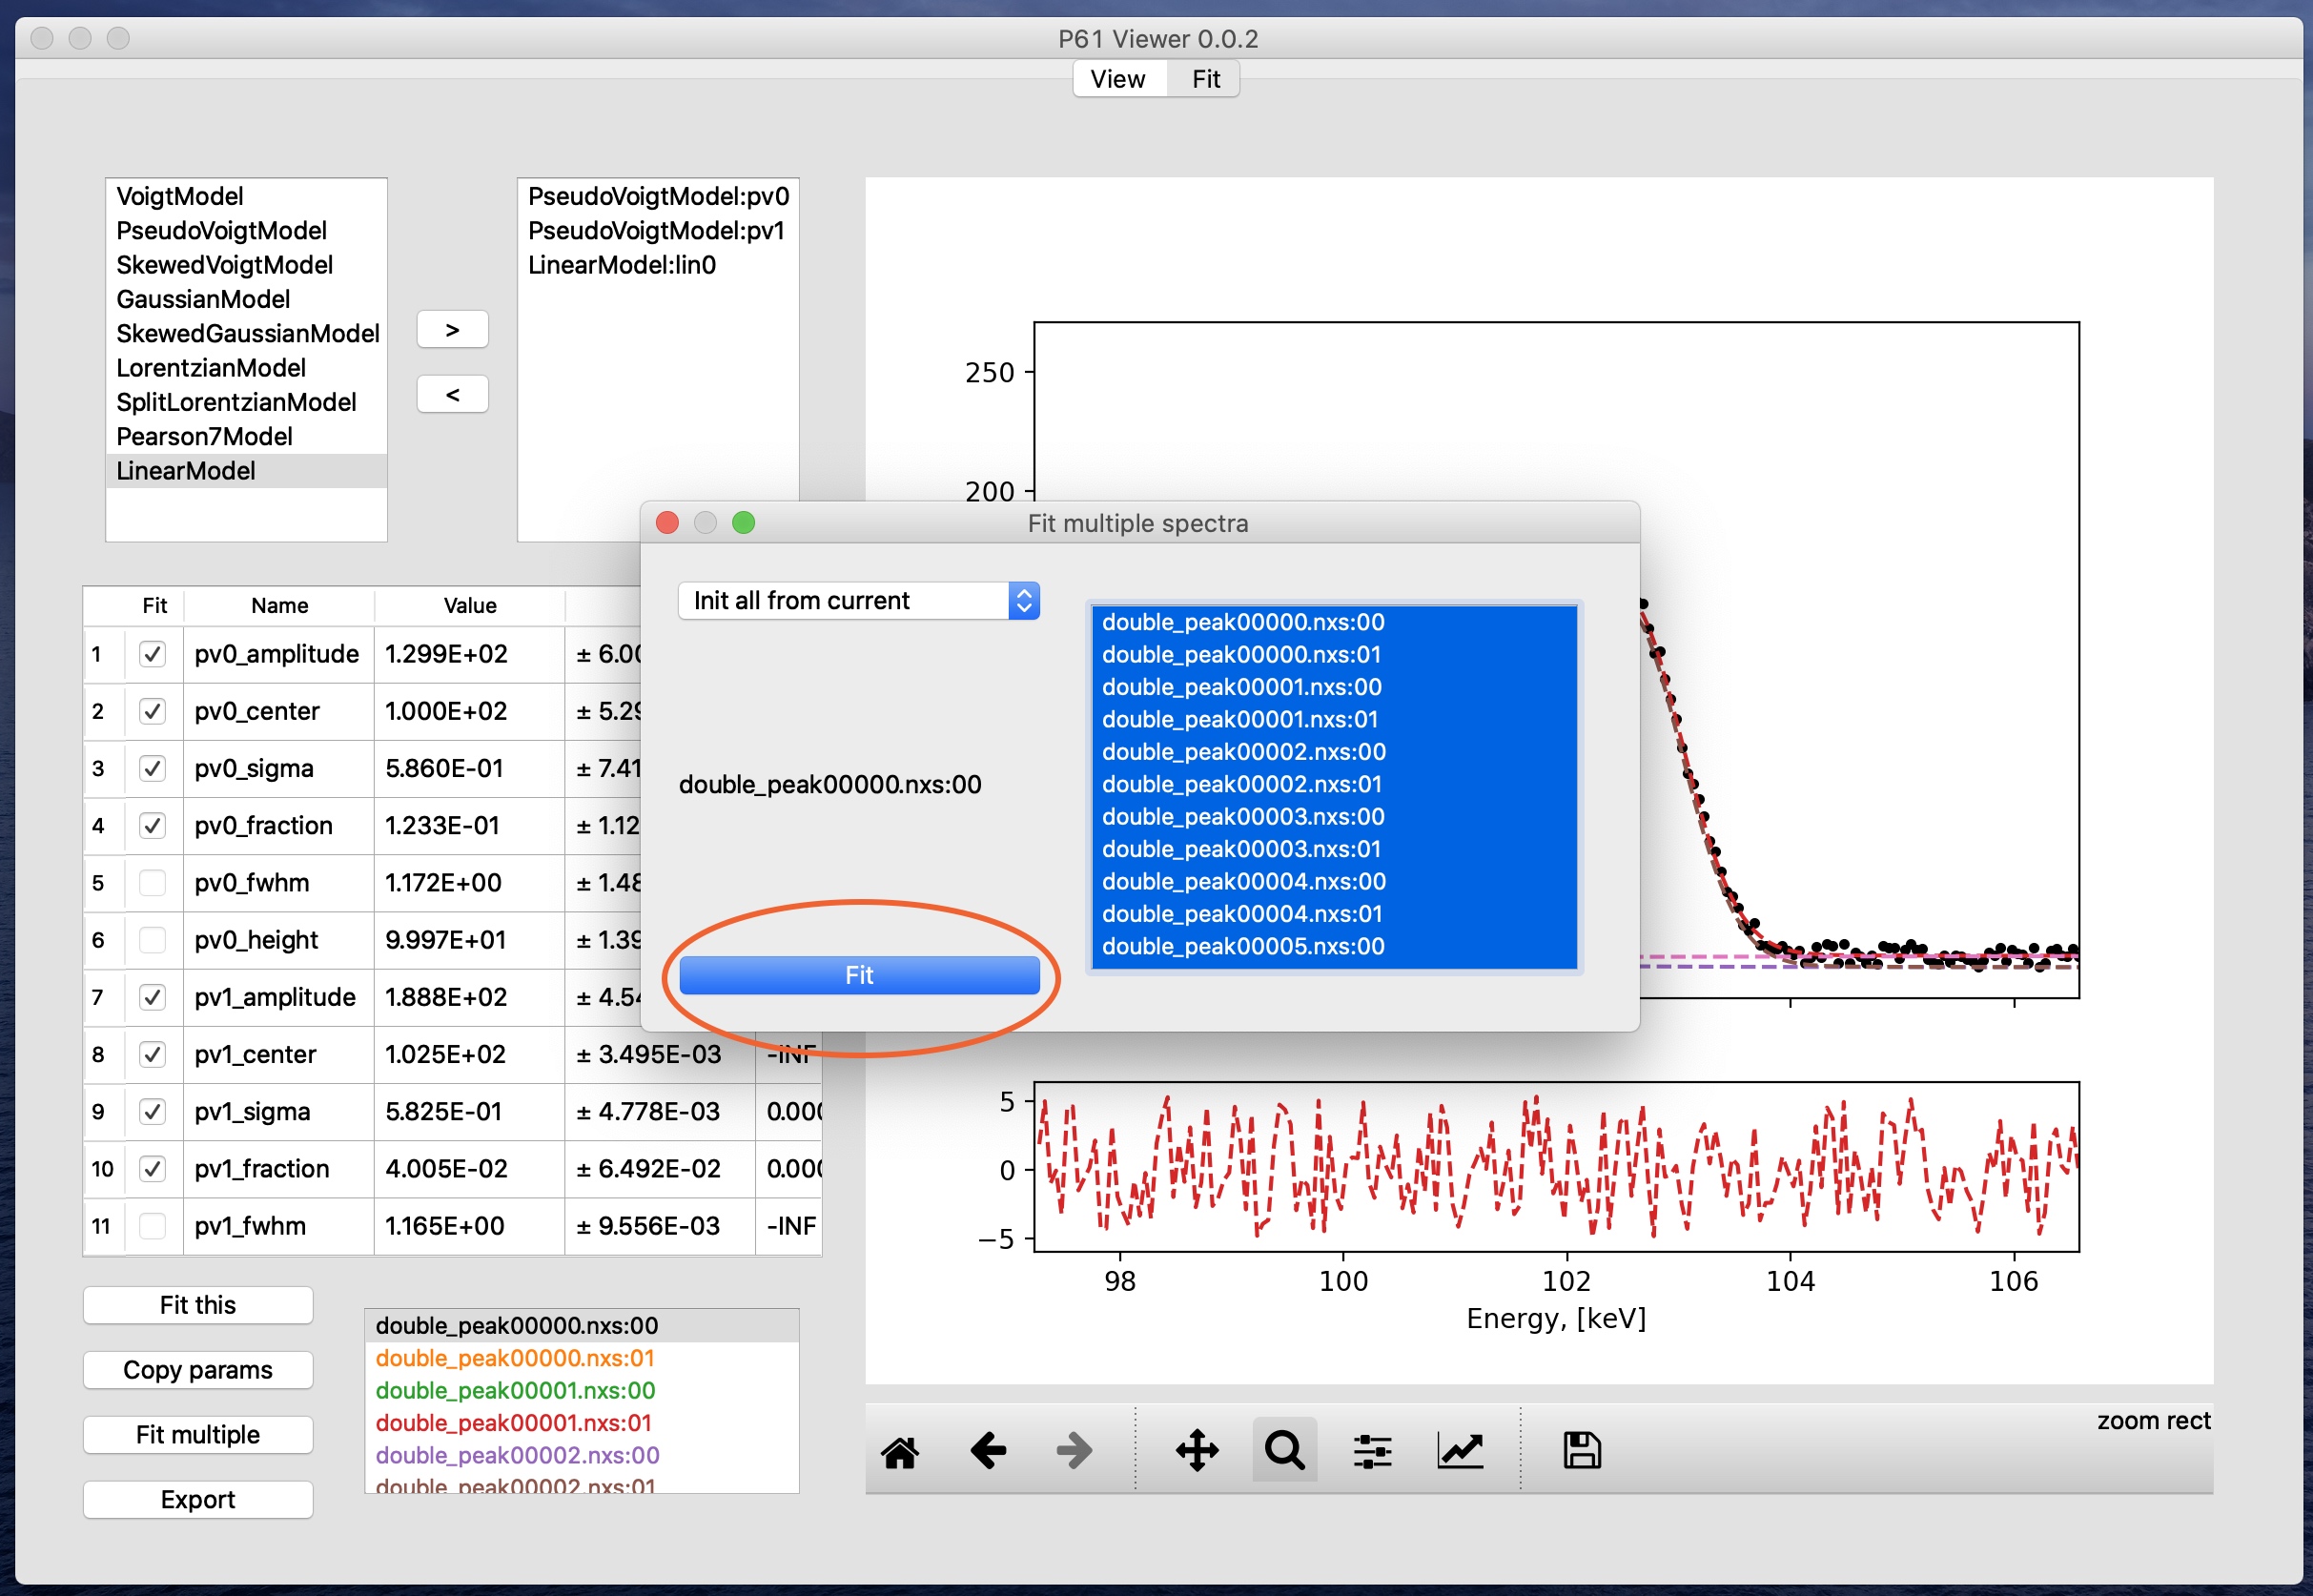 P61 Viewer 0.0.2
View Fit
VoigtModel
PseudoVoigtModel
SkewedVoigtModel
GaussianModel
SkewedGaussianModel
LorentzianModel
SplitLorentzianModel
Pearson7Model
LinearModel
>
<
PseudoVoigtModel:pv0
PseudoVoigtModel:pv1
LinearModel:lin0
250
200
Fit Name Value
1 pv0_amplitude 1.299E+02 ± 6.00
2 pv0_center 1.000E+02 ± 5.29
3 pv0_sigma 5.860E-01 ± 7.41
4 pv0_fraction 1.233E-01 ± 1.12
5 pv0_fwhm 1.172E+00 ± 1.48
6 pv0_height 9.997E+01 ± 1.39
7 pv1_amplitude 1.888E+02 ± 4.54
8 pv1_center 1.025E+02 ± 3.495E-03 -INF
9 pv1_sigma 5.825E-01 ± 4.778E-03 0.000
10 pv1_fraction 4.005E-02 ± 6.492E-02 0.000
11 pv1_fwhm 1.165E+00 ± 9.556E-03 -INF
Fit multiple spectra
Init all from current
double_peak00000.nxs:00
Fit
double_peak00000.nxs:00
double_peak00000.nxs:01
double_peak00001.nxs:00
double_peak00001.nxs:01
double_peak00002.nxs:00
double_peak00002.nxs:01
double_peak00003.nxs:00
double_peak00003.nxs:01
double_peak00004.nxs:00
double_peak00004.nxs:01
double_peak00005.nxs:00
5
0
−5
98 100 102 104 106
Energy, [keV]
Fit this
Copy params
Fit multiple
Export
double_peak00000.nxs:00
double_peak00000.nxs:01
double_peak00001.nxs:00
double_peak00001.nxs:01
double_peak00002.nxs:00
double_peak00002.nxs:01
zoom rect